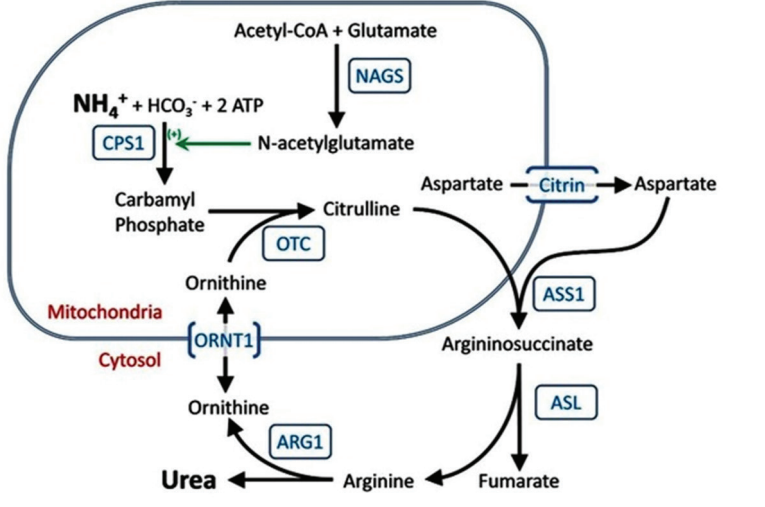 Acetyl-CoA + Glutamate
NAGS
NH₄⁺ + HCO₃⁻ + 2 ATP
CPS1
(+)
N-acetylglutamate
Aspartate
Citrin
Aspartate
Carbamyl
Phosphate
Citrulline
OTC
Ornithine
ASS1
Mitochondria
ORNT1
Cytosol
Argininosuccinate
Ornithine
ASL
ARG1
Urea
Arginine
Fumarate